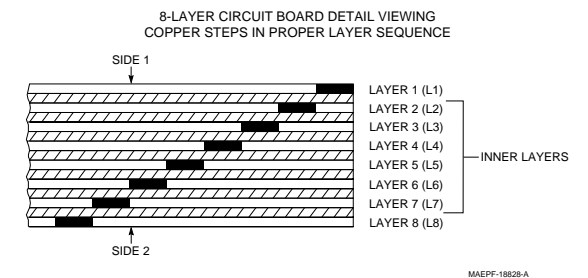 8-LAYER CIRCUIT BOARD DETAIL VIEWING
COPPER STEPS IN PROPER LAYER SEQUENCE
SIDE 1
LAYER 1 (L1)
LAYER 2 (L2)
LAYER 3 (L3)
LAYER 4 (L4)
LAYER 5 (L5)
LAYER 6 (L6)
LAYER 7 (L7)
LAYER 8 (L8)
INNER LAYERS
SIDE 2
MAEPF-18828-A